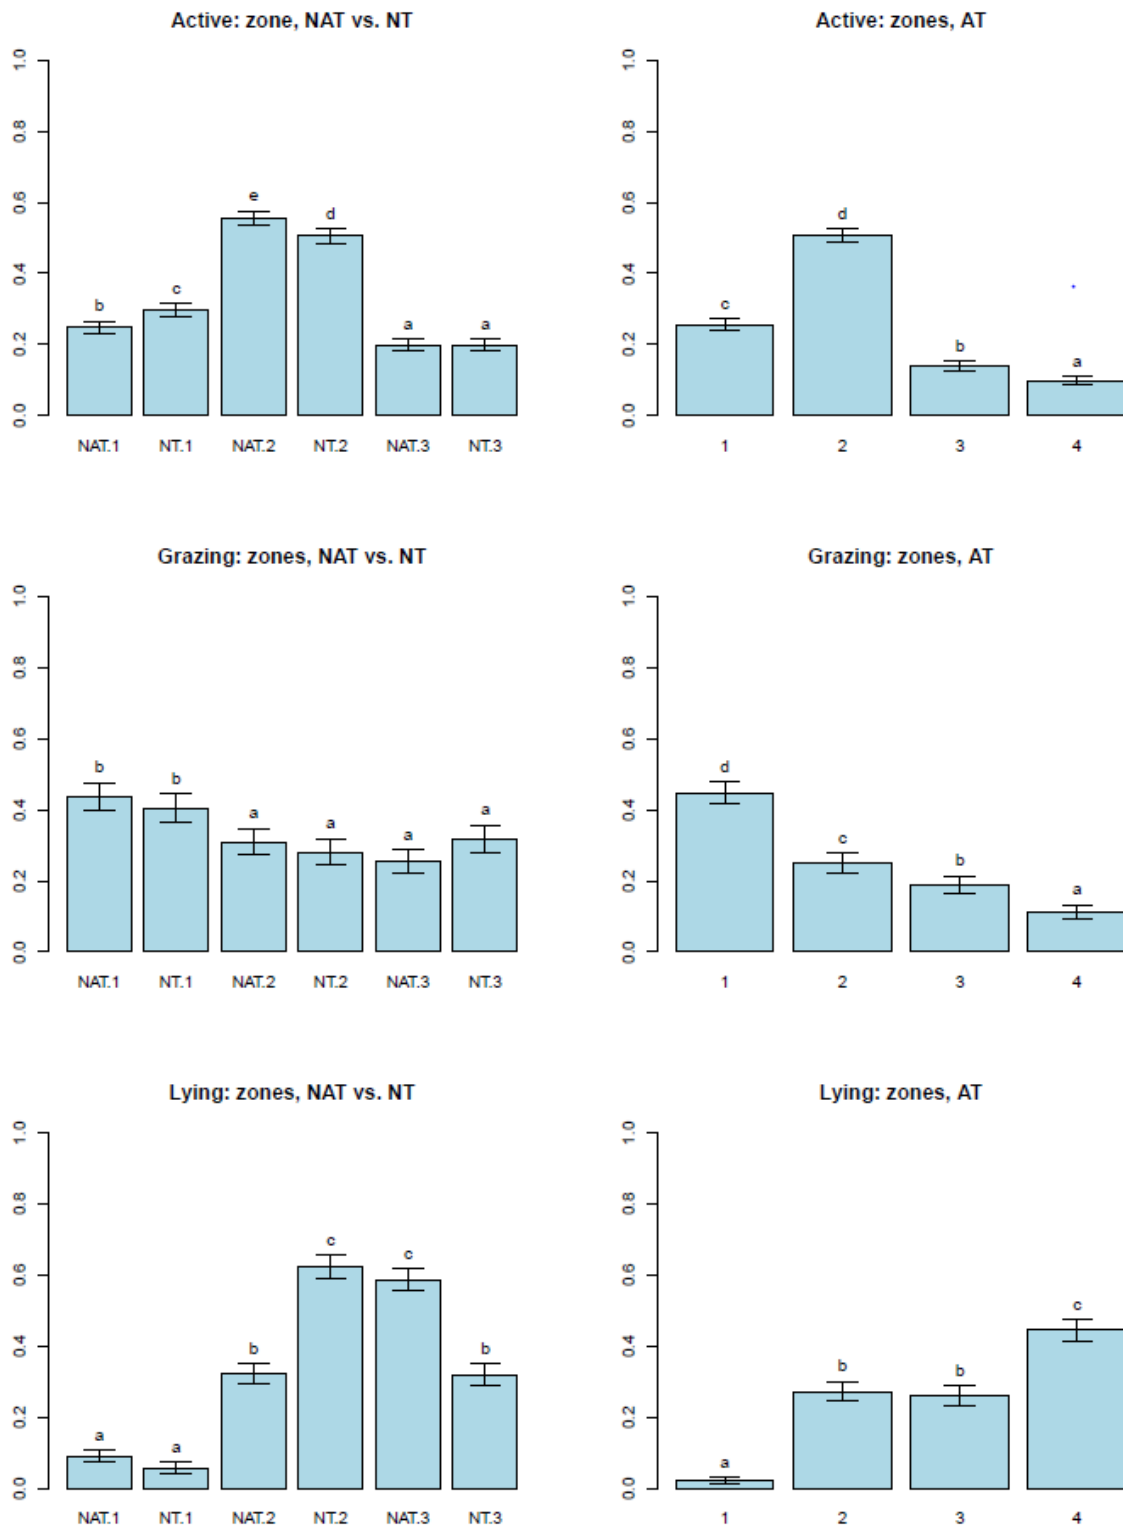 Active: zone, NAT vs. NT
1.0
0.8
0.6
0.4
0.2
0.0
b
c
e
d
a
a
NAT.1 NT.1 NAT.2 NT.2 NAT.3 NT.3
Active: zones, AT
1.0
0.8
0.6
0.4
0.2
0.0
c
d
b
a
1 2 3 4
Grazing: zones, NAT vs. NT
1.0
0.8
0.6
0.4
0.2
0.0
b
b
a
a
a
a
NAT.1 NT.1 NAT.2 NT.2 NAT.3 NT.3
Grazing: zones, AT
1.0
0.8
0.6
0.4
0.2
0.0
d
c
b
a
1 2 3 4
Lying: zones, NAT vs. NT
1.0
0.8
0.6
0.4
0.2
0.0
a
a
b
c
c
b
NAT.1 NT.1 NAT.2 NT.2 NAT.3 NT.3
Lying: zones, AT
1.0
0.8
0.6
0.4
0.2
0.0
a
b
b
c
1 2 3 4